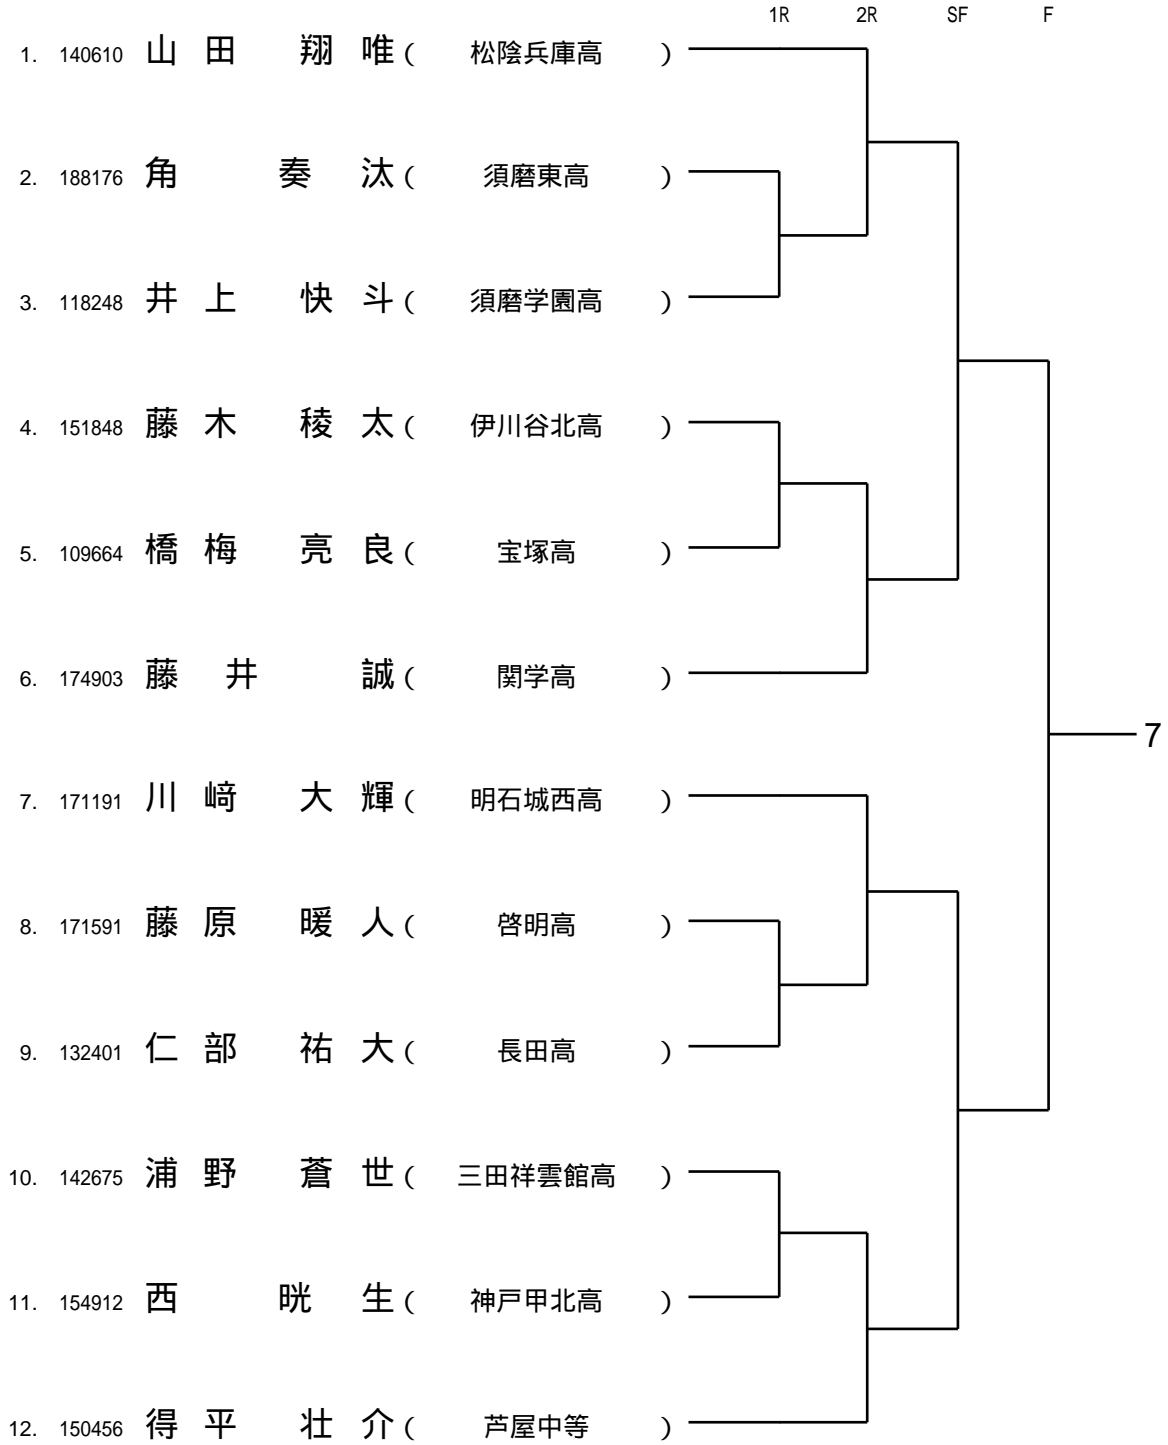 1R 2R SF F
1. 140610 山田 翔唯 ( 松陰兵庫高 )
2. 188176 角 奏汰 ( 須磨東高 )
3. 118248 井上 快斗 ( 須磨学園高 )
4. 151848 藤木 稜太 ( 伊川谷北高 )
5. 109664 橋梅 亮良 ( 宝塚高 )
6. 174903 藤井 誠 ( 関学高 )
7
7. 171191 川﨑 大輝 ( 明石城西高 )
8. 171591 藤原 暖人 ( 啓明高 )
9. 132401 仁部 祐大 ( 長田高 )
10. 142675 浦野 蒼世 ( 三田祥雲館高 )
11. 154912 西 晄生 ( 神戸甲北高 )
12. 150456 得平 壮介 ( 芦屋中等 )